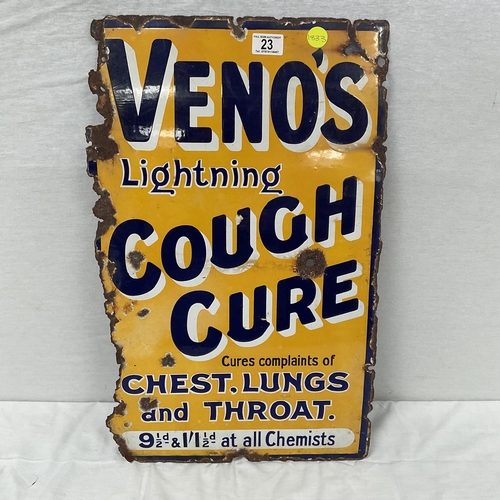 23
1883
VENO'S
Lightning
COUGH
CURE
Cures complaints of
CHEST, LUNGS
and THROAT.
9½d & 1'1½d at all Chemists